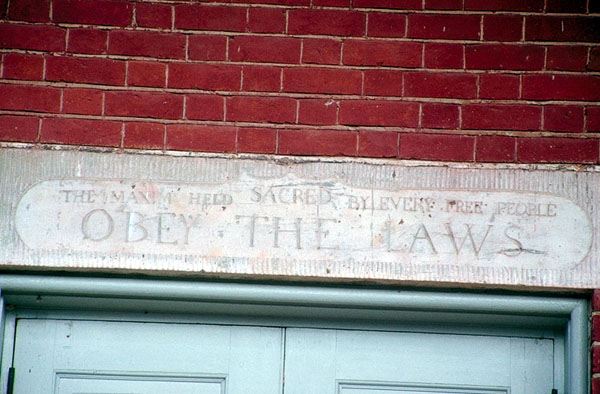 THE MAXIM HELD SACRED BY EVERY FREE PEOPLE
OBEY THE LAWS